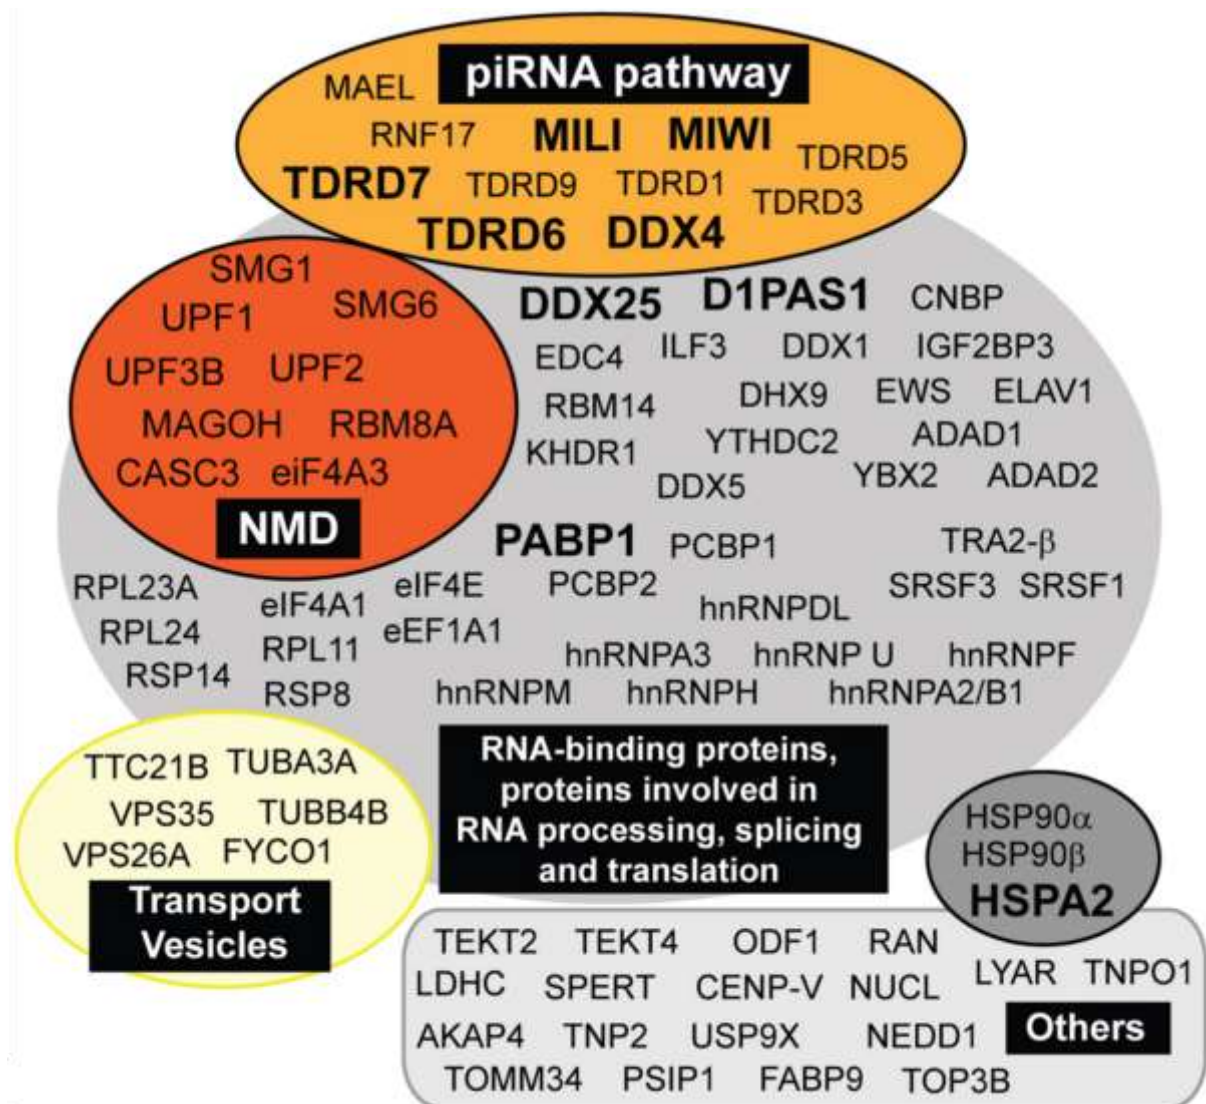 piRNA pathway
MAEL
RNF17 MILI MIWI
TDRD5
TDRD7 TDRD9 TDRD1
TDRD3
TDRD6 DDX4
SMG1
SMG6
UPF1
UPF3B UPF2
MAGOH RBM8A
CASC3 eiF4A3
NMD
DDX25 D1PAS1 CNBP
EDC4 ILF3 DDX1 IGF2BP3
RBM14 DHX9 EWS ELAV1
KHDR1 YTHDC2 ADAD1
DDX5 YBX2 ADAD2
PABP1 PCBP1 TRA2-β
RPL23A eIF4A1 eIF4E PCBP2 hnRNPDL SRSF3 SRSF1
RPL24 RPL11 eEF1A1
RSP14 RSP8
hnRNPA3 hnRNP U hnRNPF
hnRNPM hnRNPH hnRNPA2/B1
RNA-binding proteins,
proteins involved in
RNA processing, splicing
and translation
TTC21B TUBA3A
VPS35 TUBB4B
VPS26A FYCO1
Transport
Vesicles
HSP90α
HSP90β
HSPA2
TEKT2 TEKT4 ODF1 RAN
LDHC SPERT CENP-V NUCL LYAR TNPO1
AKAP4 TNP2 USP9X NEDD1
Others
TOMM34 PSIP1 FABP9 TOP3B